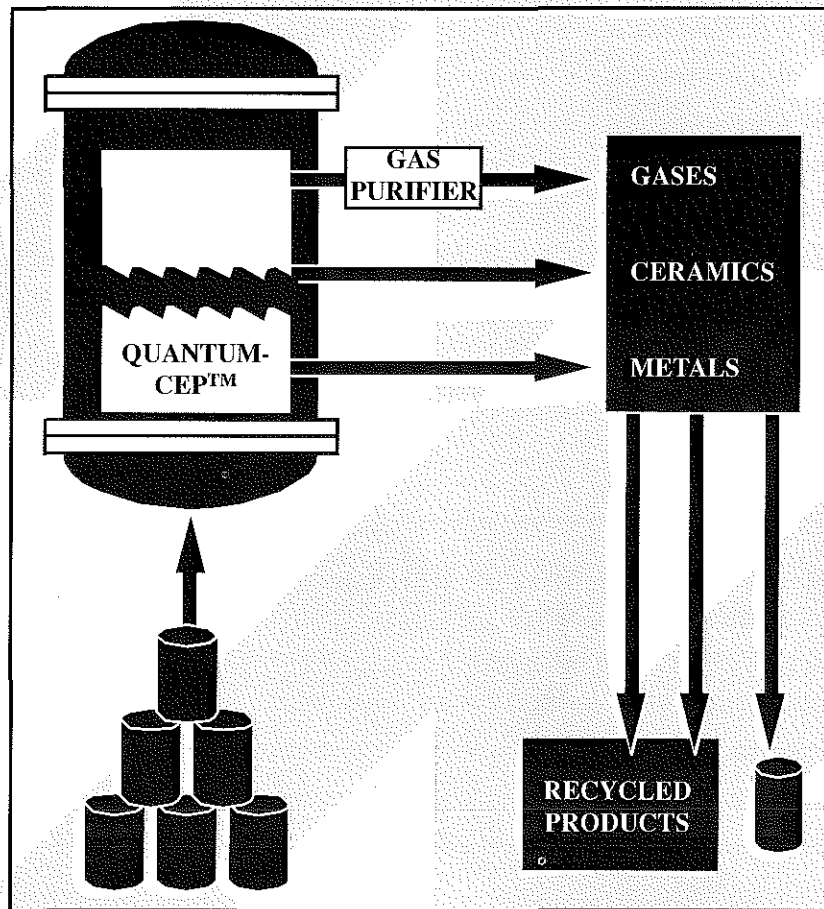 GAS
PURIFIER
GASES
CERAMICS
QUANTUM-
CEP™
METALS
RECYCLED
PRODUCTS